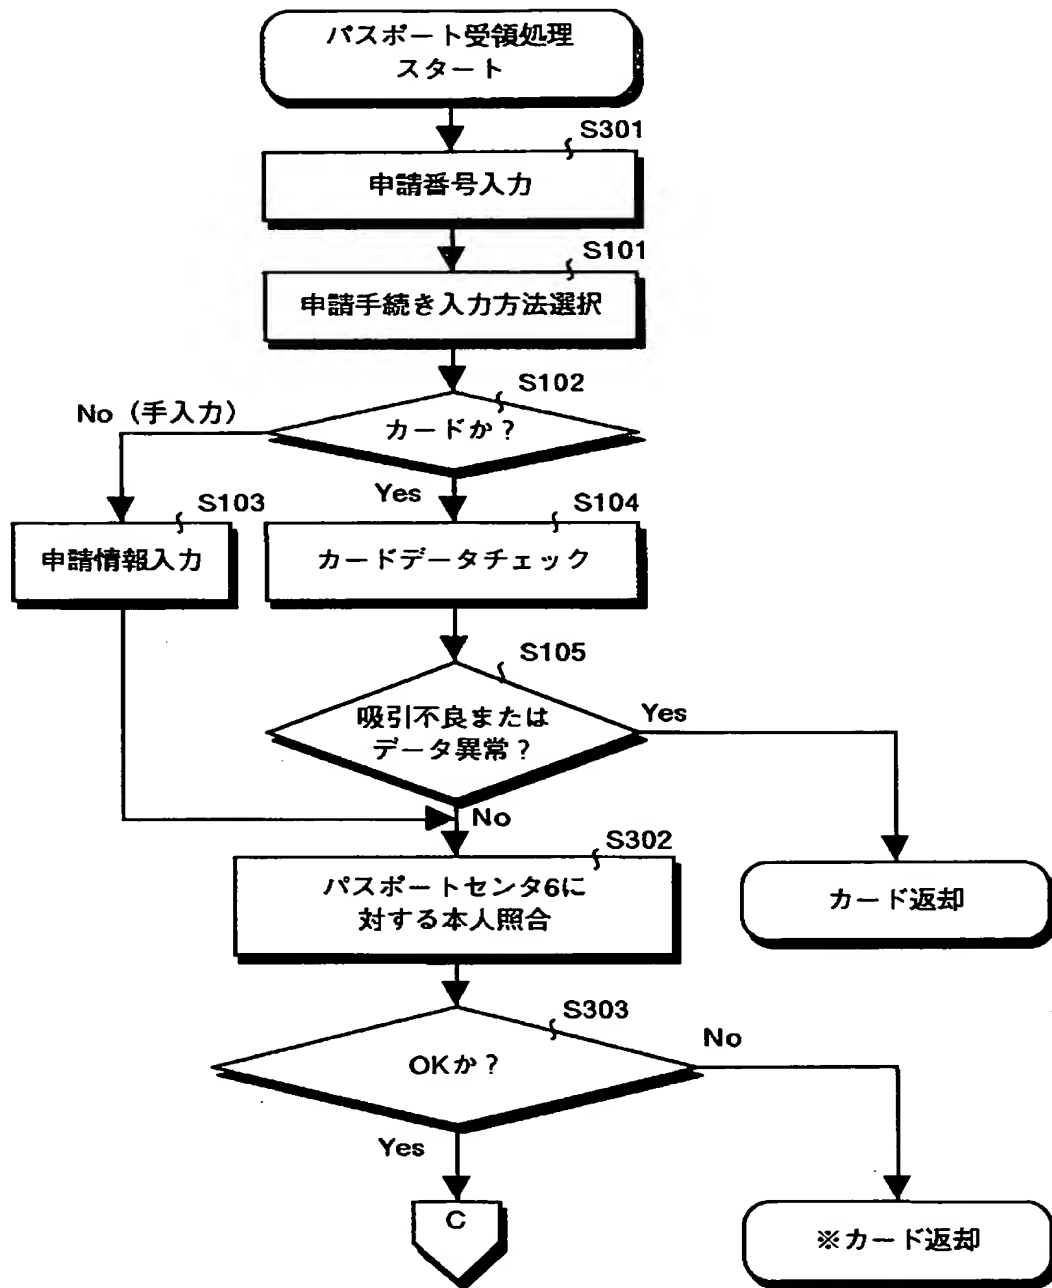 パスポート受領処理
スタート
S301
申請番号入力
S101
申請手続き入力方法選択
S102
No（手入力）
カードか？
Yes
S103
S104
申請情報入力
カードデータチェック
S105
吸引不良または
データ異常？
Yes
No
S302
パスポートセンタ6に
対する本人照合
カード返却
S303
No
OKか？
Yes
C
※カード返却